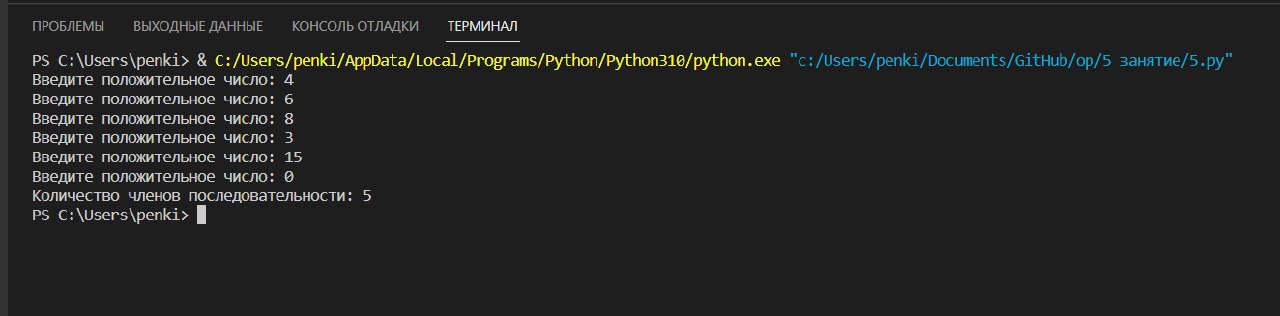 ПРОБЛЕМЫ ВЫХОДНЫЕ ДАННЫЕ КОНСОЛЬ ОТЛАДКИ ТЕРМИНАЛ
PS C:\Users\penki> & C:/Users/penki/AppData/Local/Programs/Python/Python310/python.exe "c:/Users/penki/Documents/GitHub/op/5 занятие/5.py"
Введите положительное число: 4
Введите положительное число: 6
Введите положительное число: 8
Введите положительное число: 3
Введите положительное число: 15
Введите положительное число: 0
Количество членов последовательности: 5
PS C:\Users\penki>